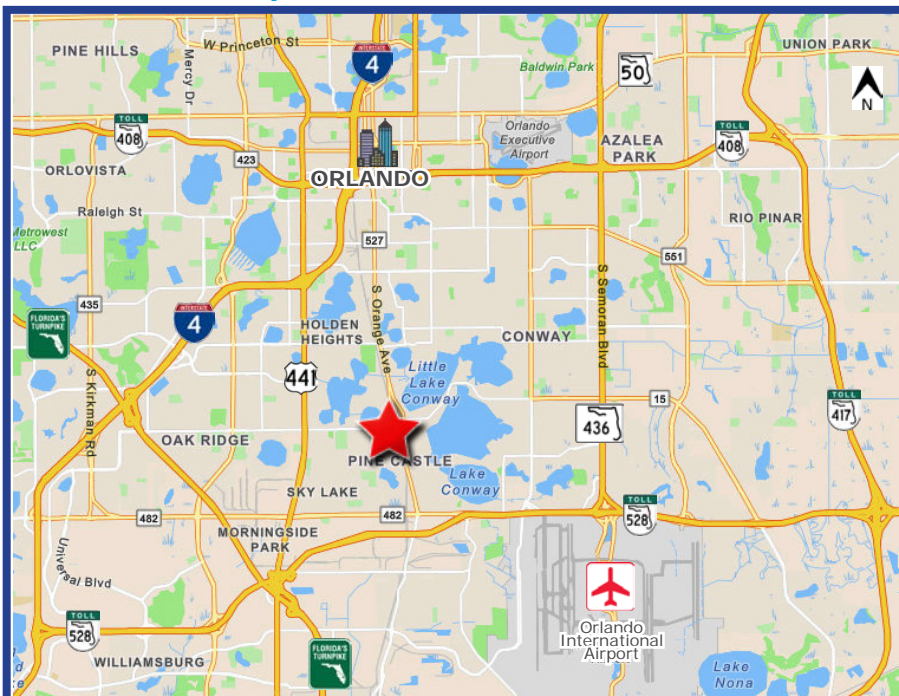 UNION PARK
PINE HILLS
W Princeton St
INTERSTATE
4
50
Baldwin Park
Mercy Dr
N
TOLL
408
Orlando
Executive
Airport
AZALEA
PARK
TOLL
408
423
ORLOVISTA
ORLANDO
Raleigh St
RIO PINAR
Metrowest
LLC
527
551
S Orange Ave
S Semoran Blvd
435
INTERSTATE
4
FLORIDA'S
TURNPIKE
HOLDEN
HEIGHTS
CONWAY
Little
Lake
Conway
441
S Kirkman Rd
15
TOLL
417
436
OAK RIDGE
PINE CASTLE
Lake
Conway
SKY LAKE
482
482
TOLL
528
MORNINGSIDE
PARK
Universal Blvd
TOLL
528
Orlando
International
Airport
FLORIDA'S
TURNPIKE
WILLIAMSBURG
Lake
Nona